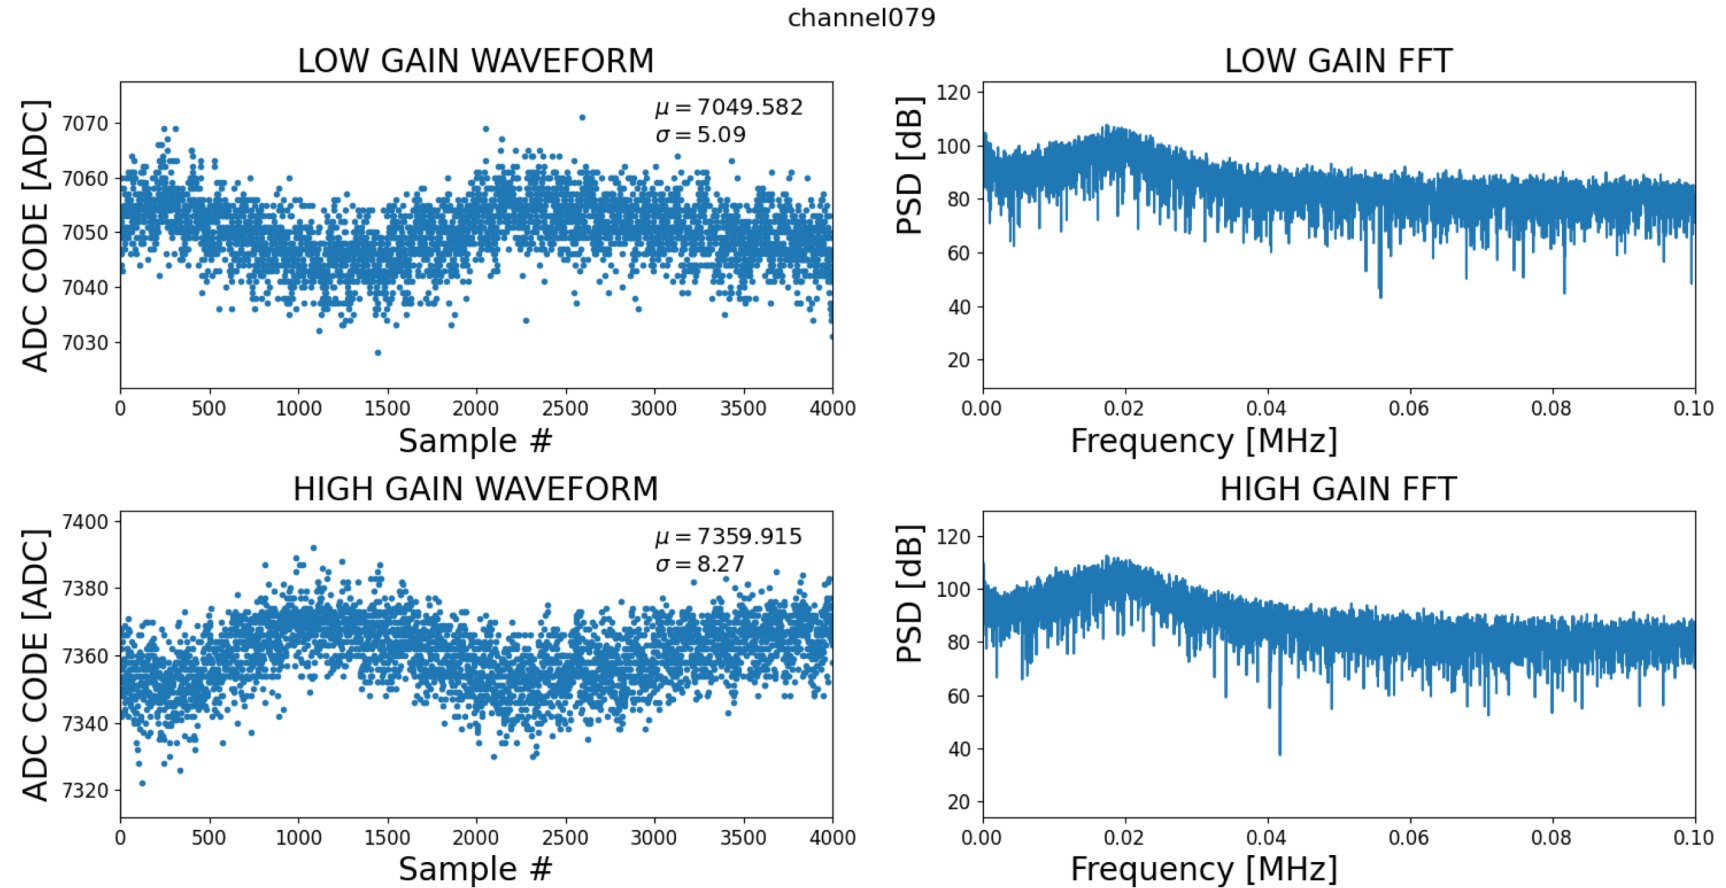 channel079
LOW GAIN WAVEFORM
ADC CODE [ADC]
7070
7060
7050
7040
7030
μ = 7049.582
σ = 5.09
0 500 1000 1500 2000 2500 3000 3500 4000
Sample #
LOW GAIN FFT
PSD [dB]
120
100
80
60
40
20
0.00 0.02 0.04 0.06 0.08 0.10
Frequency [MHz]
HIGH GAIN WAVEFORM
ADC CODE [ADC]
7400
7380
7360
7340
7320
μ = 7359.915
σ = 8.27
0 500 1000 1500 2000 2500 3000 3500 4000
Sample #
HIGH GAIN FFT
PSD [dB]
120
100
80
60
40
20
0.00 0.02 0.04 0.06 0.08 0.10
Frequency [MHz]